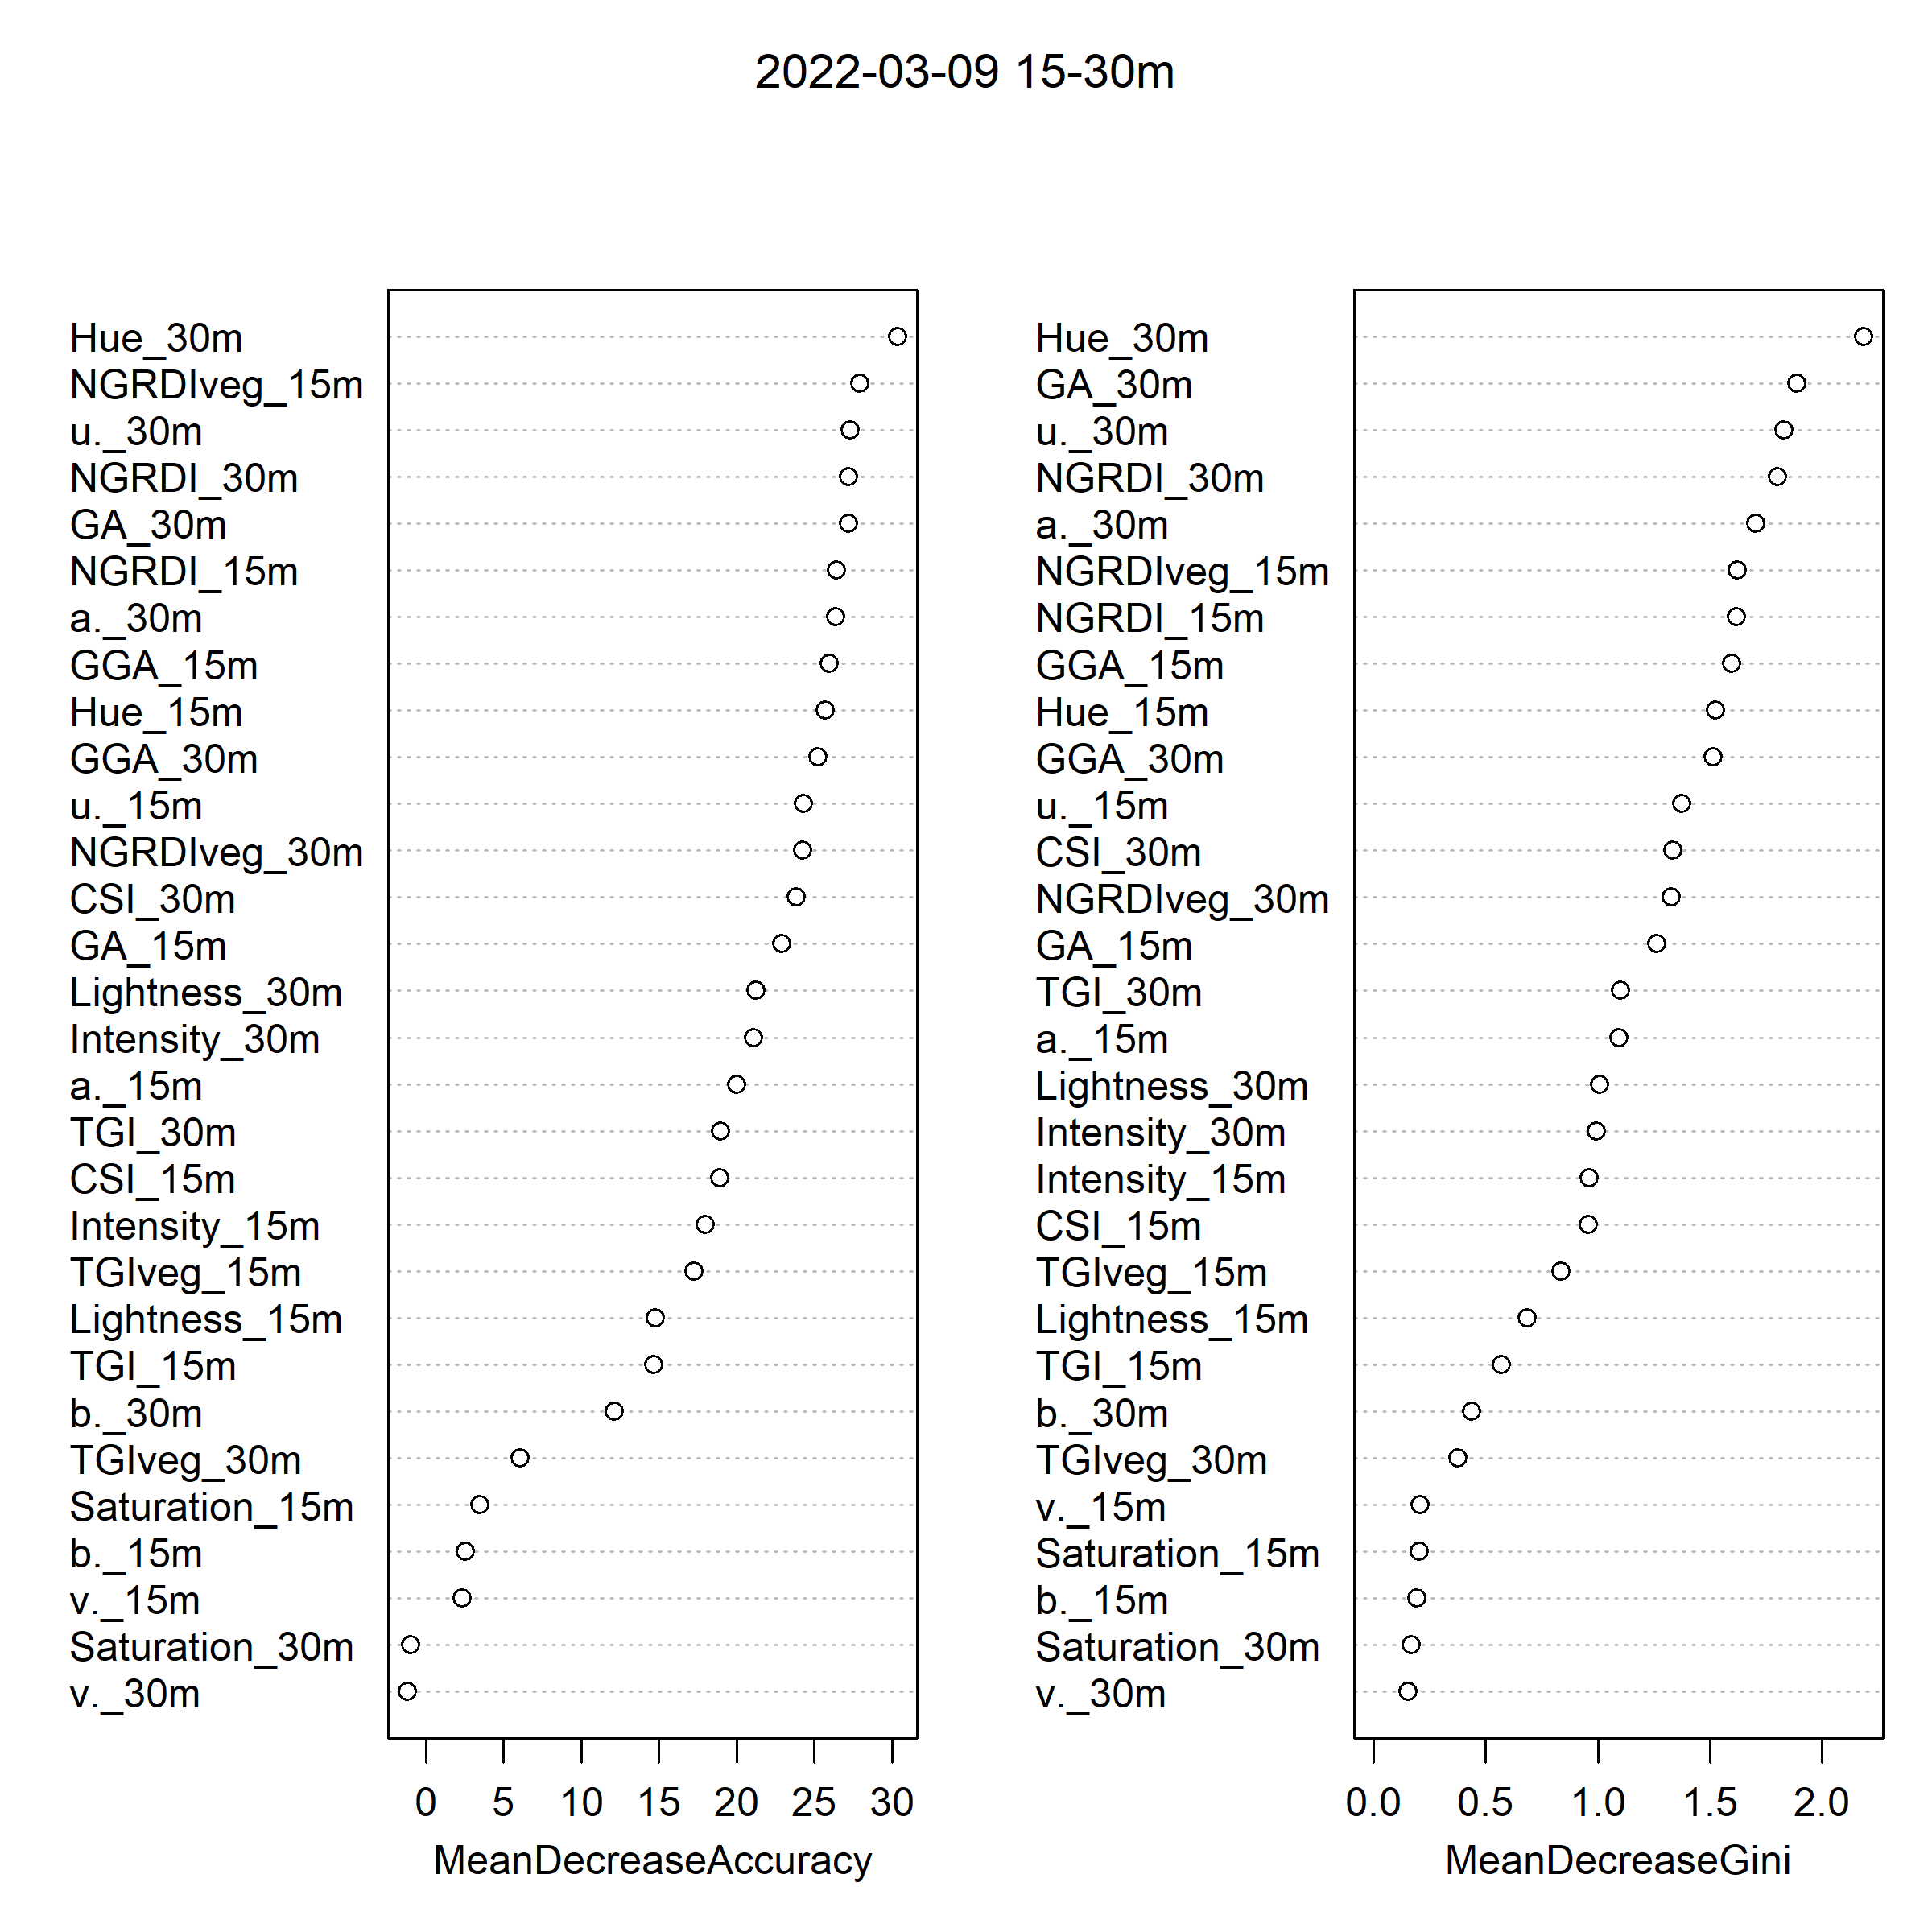 2022-03-09 15-30m
Hue_30m
NGRDIveg_15m
u._30m
NGRDI_30m
GA_30m
NGRDI_15m
a._30m
GGA_15m
Hue_15m
GGA_30m
u._15m
NGRDIveg_30m
CSI_30m
GA_15m
Lightness_30m
Intensity_30m
a._15m
TGI_30m
CSI_15m
Intensity_15m
TGIveg_15m
Lightness_15m
TGI_15m
b._30m
TGIveg_30m
Saturation_15m
b._15m
v._15m
Saturation_30m
v._30m
0 5 10 15 20 25 30
MeanDecreaseAccuracy
Hue_30m
GA_30m
u._30m
NGRDI_30m
a._30m
NGRDIveg_15m
NGRDI_15m
GGA_15m
Hue_15m
GGA_30m
u._15m
CSI_30m
NGRDIveg_30m
GA_15m
TGI_30m
a._15m
Lightness_30m
Intensity_30m
Intensity_15m
CSI_15m
TGIveg_15m
Lightness_15m
TGI_15m
b._30m
TGIveg_30m
v._15m
Saturation_15m
b._15m
Saturation_30m
v._30m
0.0 0.5 1.0 1.5 2.0
MeanDecreaseGini